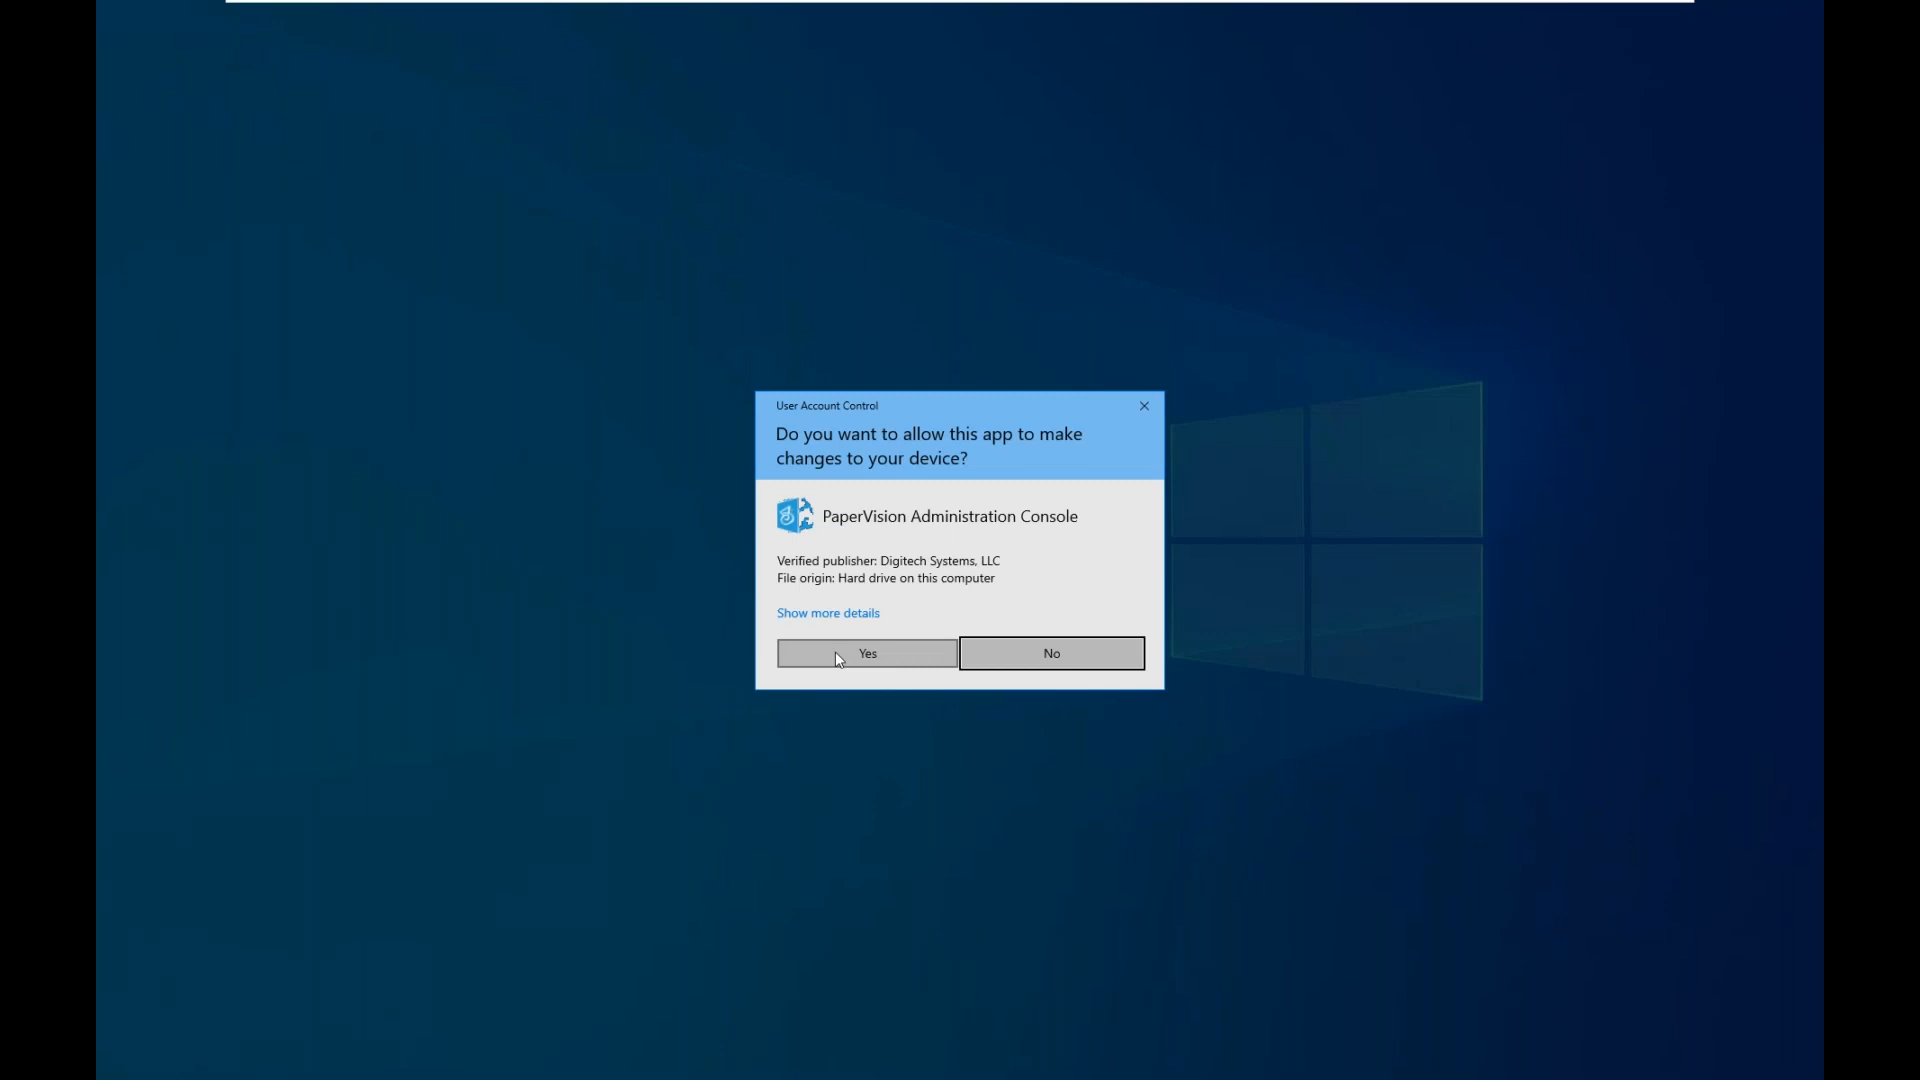 User Account Control
Do you want to allow this app to make
changes to your device?
PaperVision Administration Console
Verified publisher: Digitech Systems, LLC
File origin: Hard drive on this computer
Show more details
Yes
No